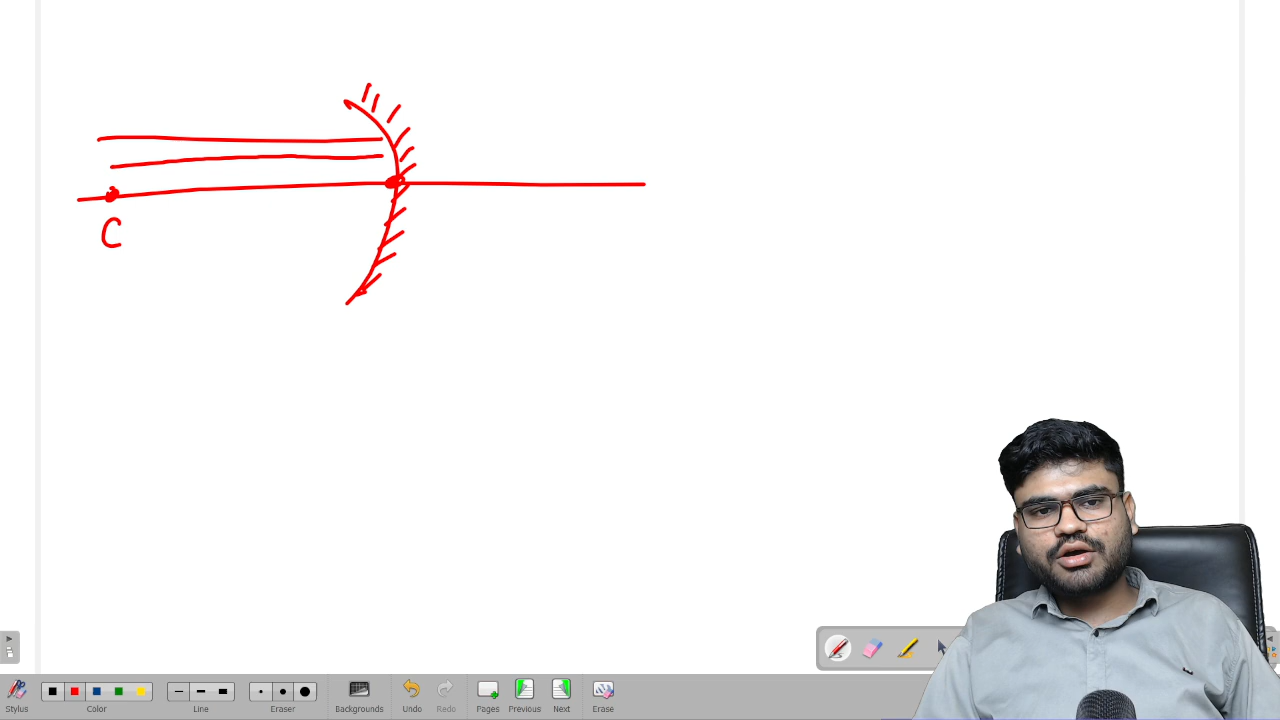 C
Stylus
Color
Line
Eraser
Backgrounds
Undo
Redo
Pages
Previous
Next
Erase